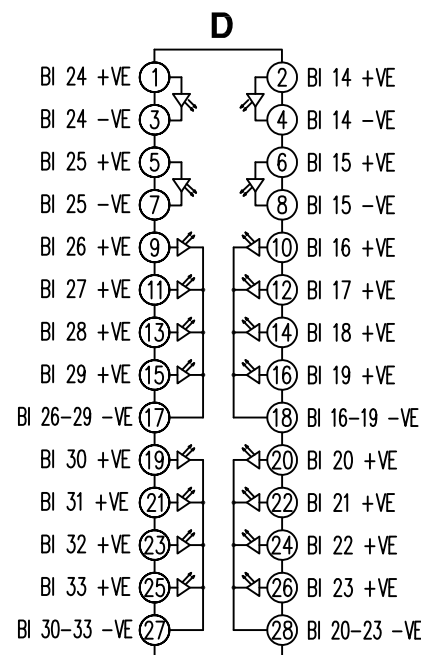 D
BI 24 +VE 1 2 BI 14 +VE
BI 24 -VE 3 4 BI 14 -VE
BI 25 +VE 5 6 BI 15 +VE
BI 25 -VE 7 8 BI 15 -VE
BI 26 +VE 9 10 BI 16 +VE
BI 27 +VE 11 12 BI 17 +VE
BI 28 +VE 13 14 BI 18 +VE
BI 29 +VE 15 16 BI 19 +VE
BI 26-29 -VE 17 18 BI 16-19 -VE
BI 30 +VE 19 20 BI 20 +VE
BI 31 +VE 21 22 BI 21 +VE
BI 32 +VE 23 24 BI 22 +VE
BI 33 +VE 25 26 BI 23 +VE
BI 30-33 -VE 27 28 BI 20-23 -VE